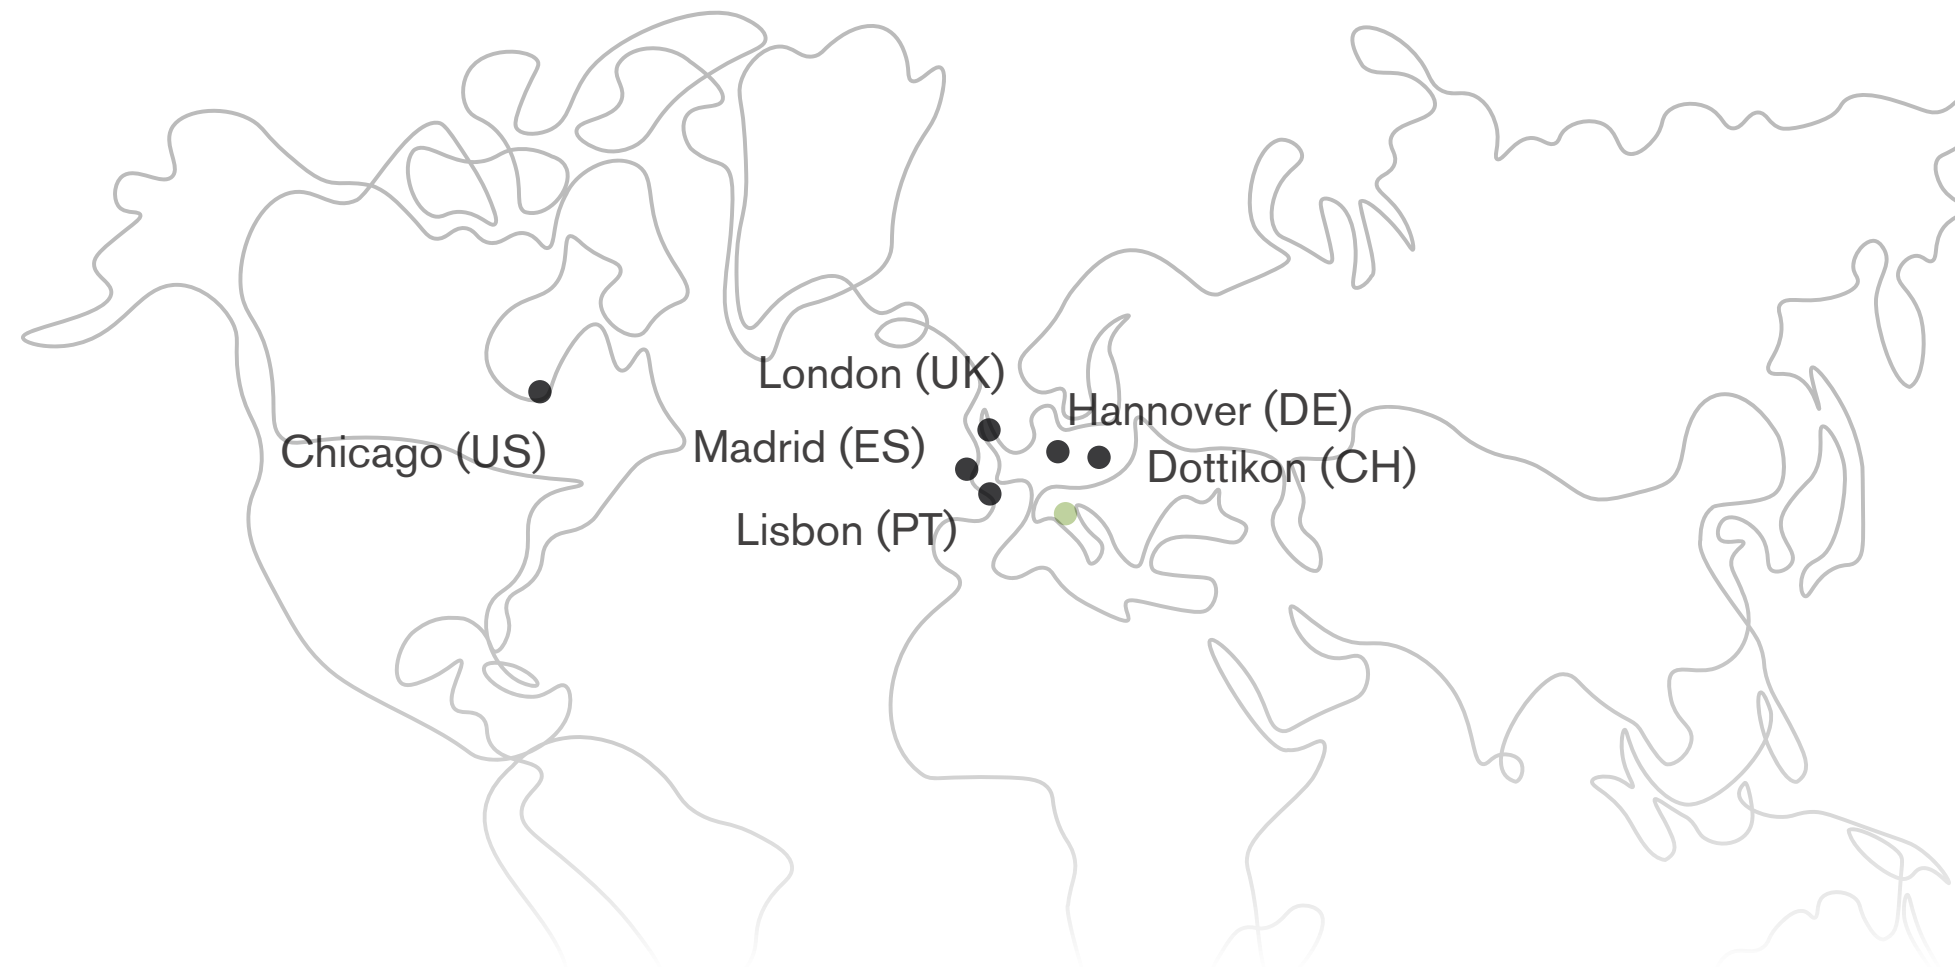 London (UK)
Hannover (DE)
Madrid (ES)
Chicago (US)
Dottikon (CH)
Lisbon (PT)